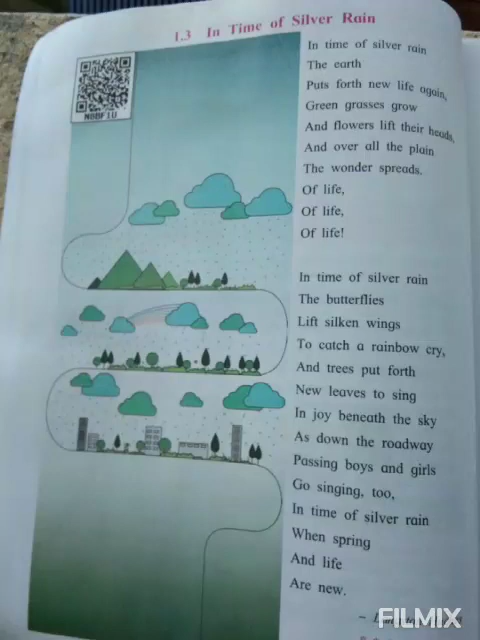 1.3 In Time of Silver Rain
N8BF1U
In time of silver rain
The earth
Puts forth new life again,
Green grasses grow
And flowers lift their heads,
And over all the plain
The wonder spreads.
Of life,
Of life,
Of life!
In time of silver rain
The butterflies
Lift silken wings
To catch a rainbow cry,
And trees put forth
New leaves to sing
In joy beneath the sky
As down the roadway
Passing boys and girls
Go singing, too,
In time of silver rain
When spring
And life
Are new.
FILMIX